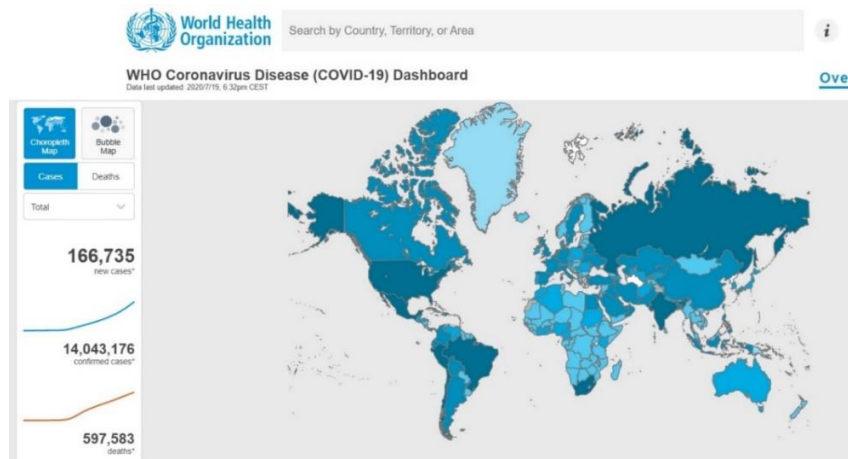 World Health
Organization
Search by Country, Territory, or Area
i
WHO Coronavirus Disease (COVID-19) Dashboard
Data last updated: 2020/7/19, 6:32pm CEST
Ove
Choropleth
Map
Bubble
Map
Cases
Deaths
Total
166,735
new cases*
14,043,176
confirmed cases*
597,583
deaths*